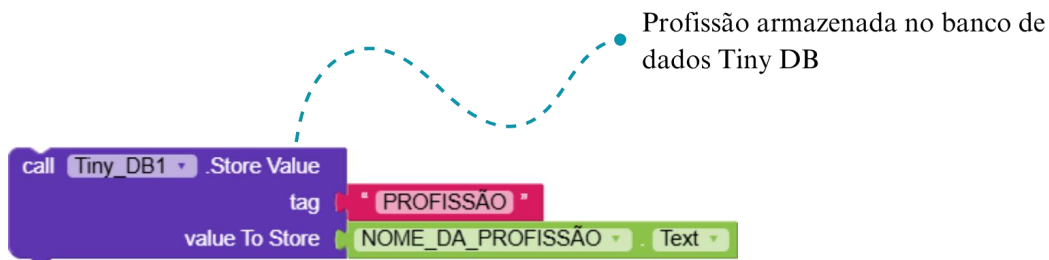 Profissão armazenada no banco de
dados Tiny DB
call Tiny_DB1 .Store Value
tag " PROFISSÃO "
value To Store NOME_DA_PROFISSÃO . Text